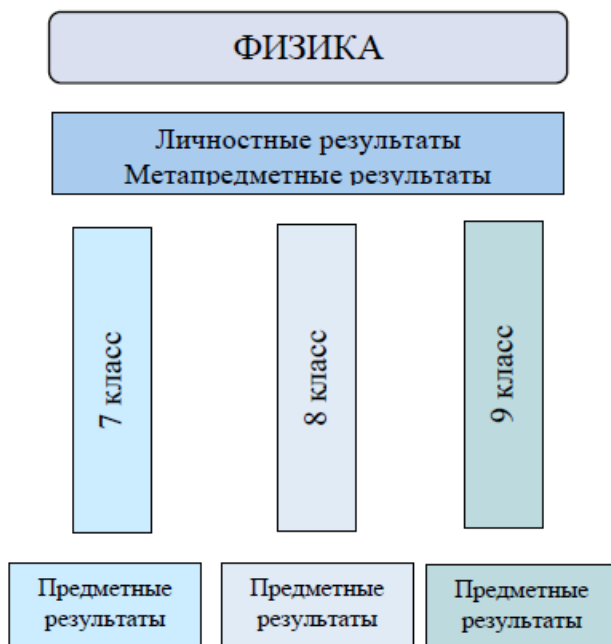 ФИЗИКА
Личностные результаты
Метапредметные результаты
7 класс
8 класс
9 класс
Предметные
результаты
Предметные
результаты
Предметные
результаты